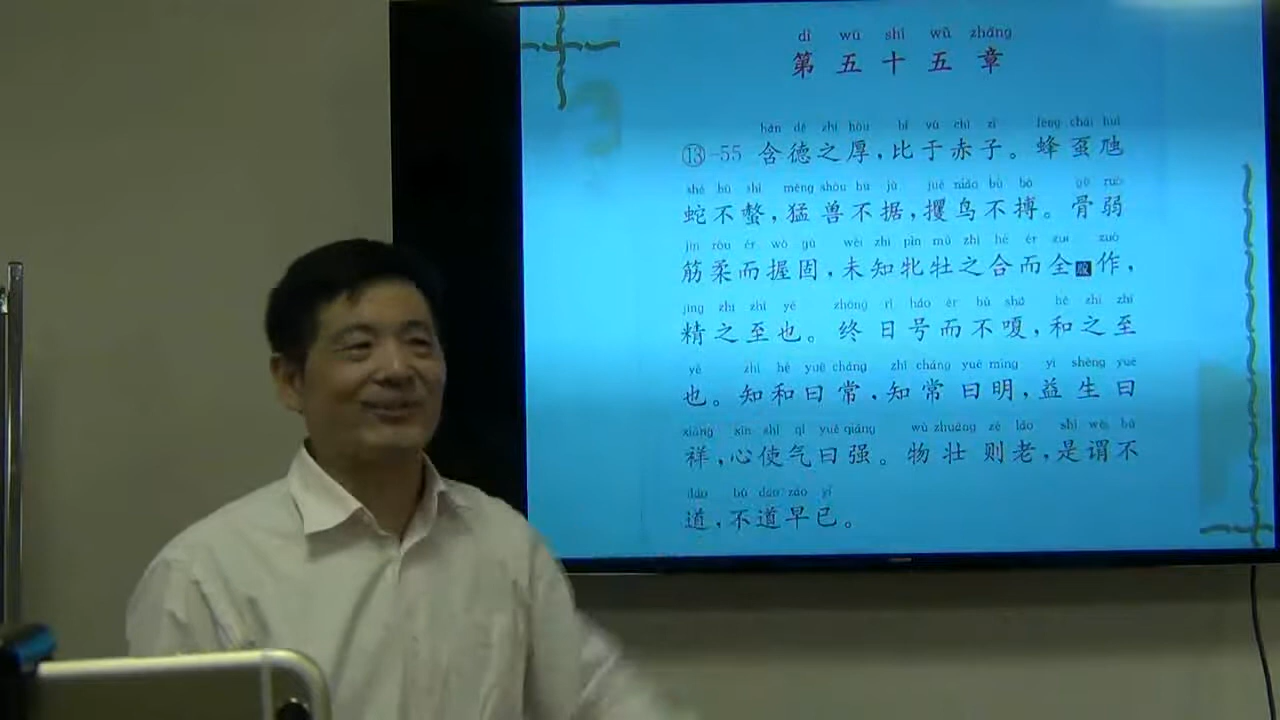 dì wǔ shí wǔ zhāng
第五十五章
hán dé zhī hòu bǐ yú chì zǐ fēng chài huǐ
⑬-55 含德之厚，比于赤子。蜂虿虺
shé bú shì měng shòu bú jù jué niǎo bù bó gǔ ruò
蛇不螫，猛兽不据，攫鸟不搏。骨弱
jīn róu ér wò gù wèi zhī pìn mǔ zhī hé ér zuī zuò
筋柔而握固，未知牝牡之合而全作，
jīng zhī zhì yě zhōng rì háo ér bù shà hé zhī zhì
精之至也。终日号而不嗄，和之至
yě zhī hé yuē cháng zhī cháng yuē míng yì shēng yuē
也。知和曰常，知常曰明，益生曰
xiáng xīn shǐ qì yuē qiáng wù zhuàng zé lǎo shì wèi bú
祥，心使气曰强。物壮则老，是谓不
dào bú dào zǎo yǐ
道，不道早已。